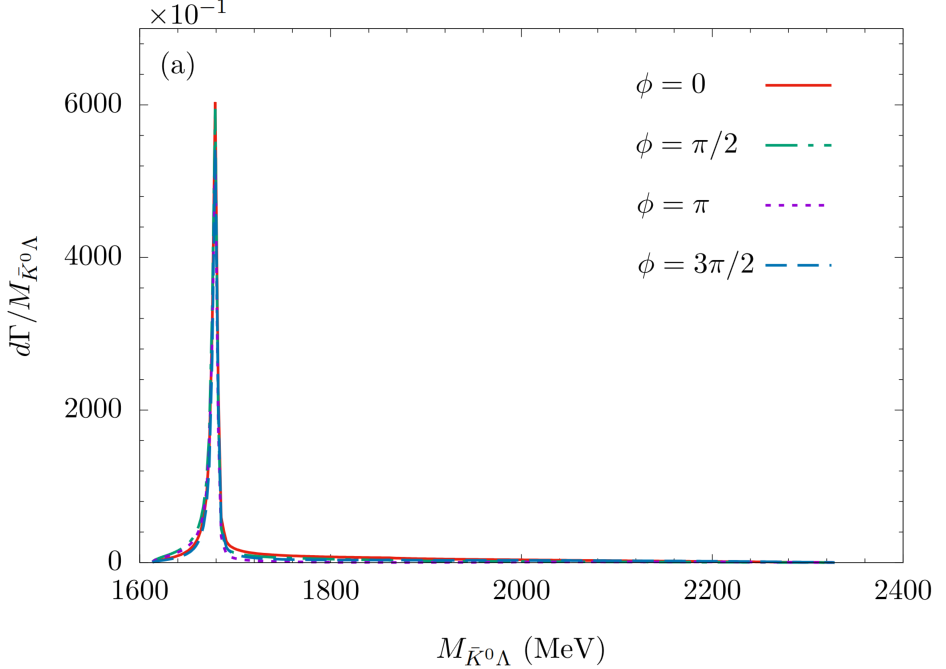 ×10⁻¹
(a)
ϕ = 0
ϕ = π/2
ϕ = π
ϕ = 3π/2
6000
4000
2000
0
dΓ/M_{K̄⁰Λ}
1600 1800 2000 2200 2400
M_{K̄⁰Λ} (MeV)